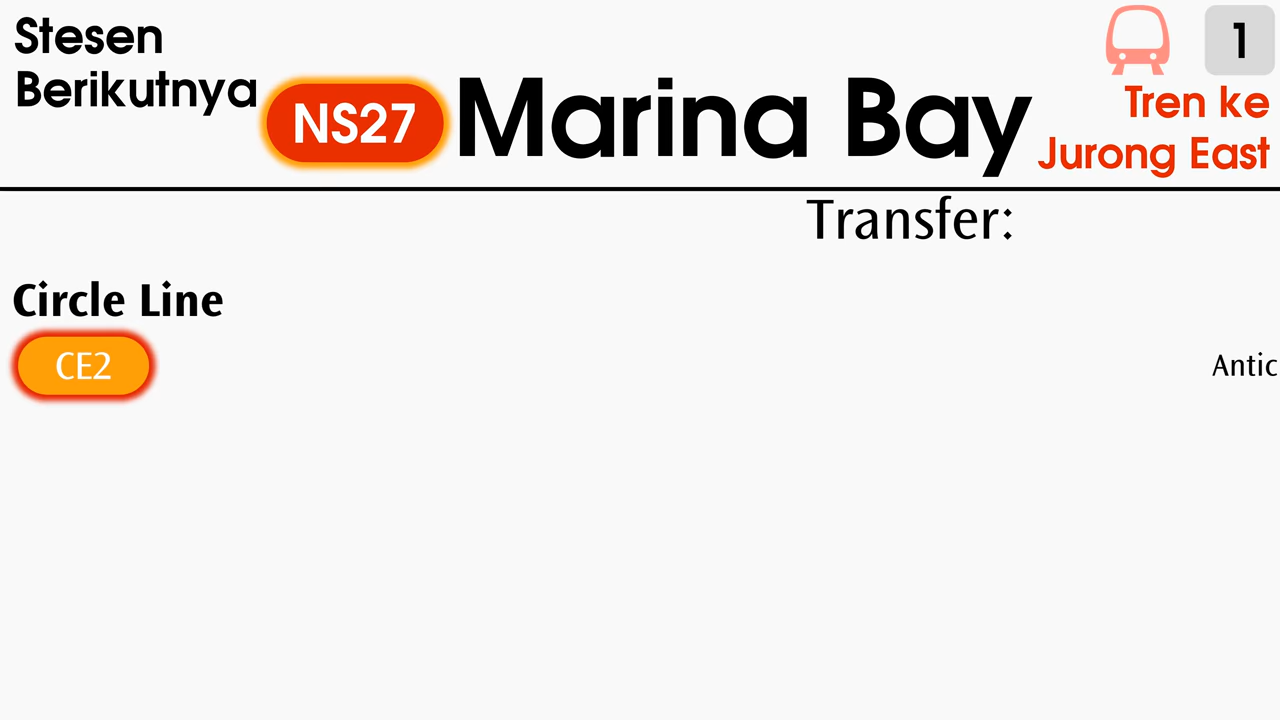 Stesen
Berikutnya
NS27
Marina Bay
1
Tren ke
Jurong East
Transfer:
Circle Line
CE2
Antic